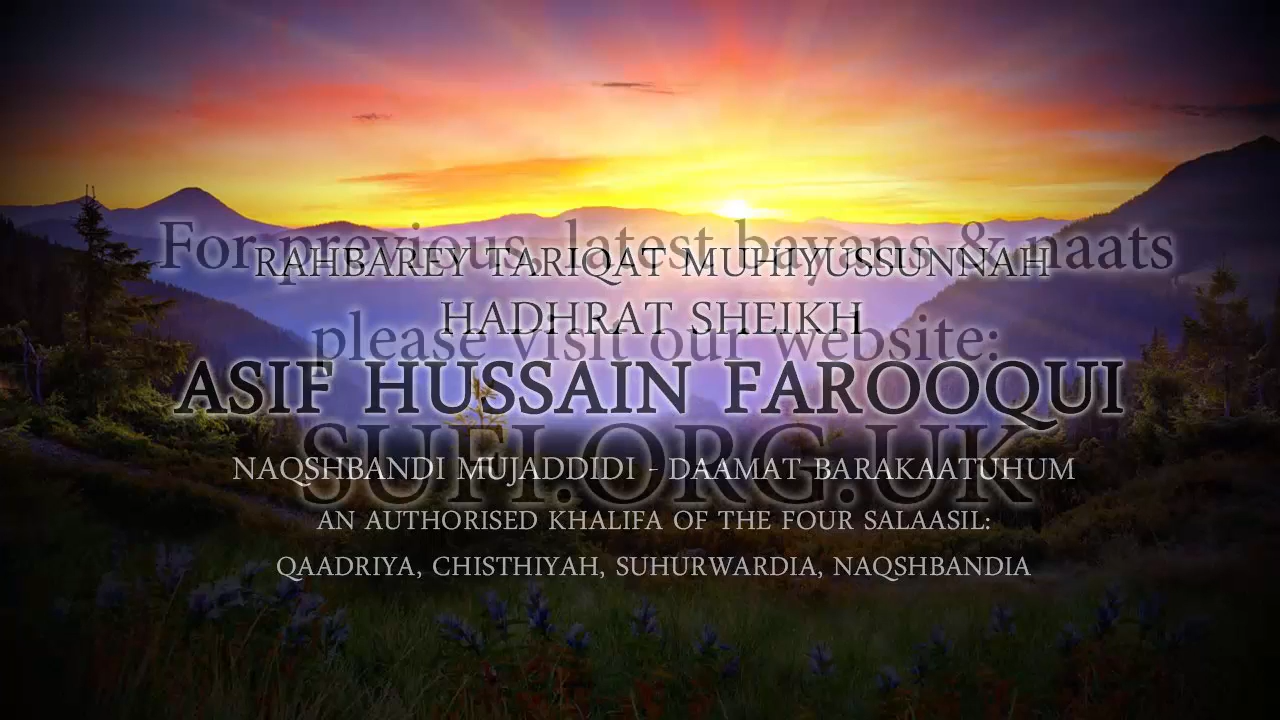 For previous, latest bayans & naats
RAHBAREY TARIQAT MUHIYUSSUNNAH
HADHRAT SHEIKH
please visit our website:
ASIF HUSSAIN FAROOQUI
SUFI.ORG.UK
NAQSHBANDI MUJADDIDI - DAAMAT BARAKAATUHUM
AN AUTHORISED KHALIFA OF THE FOUR SALAASIL:
QAADRIYA, CHISTHIYAH, SUHURWARDIA, NAQSHBANDIA